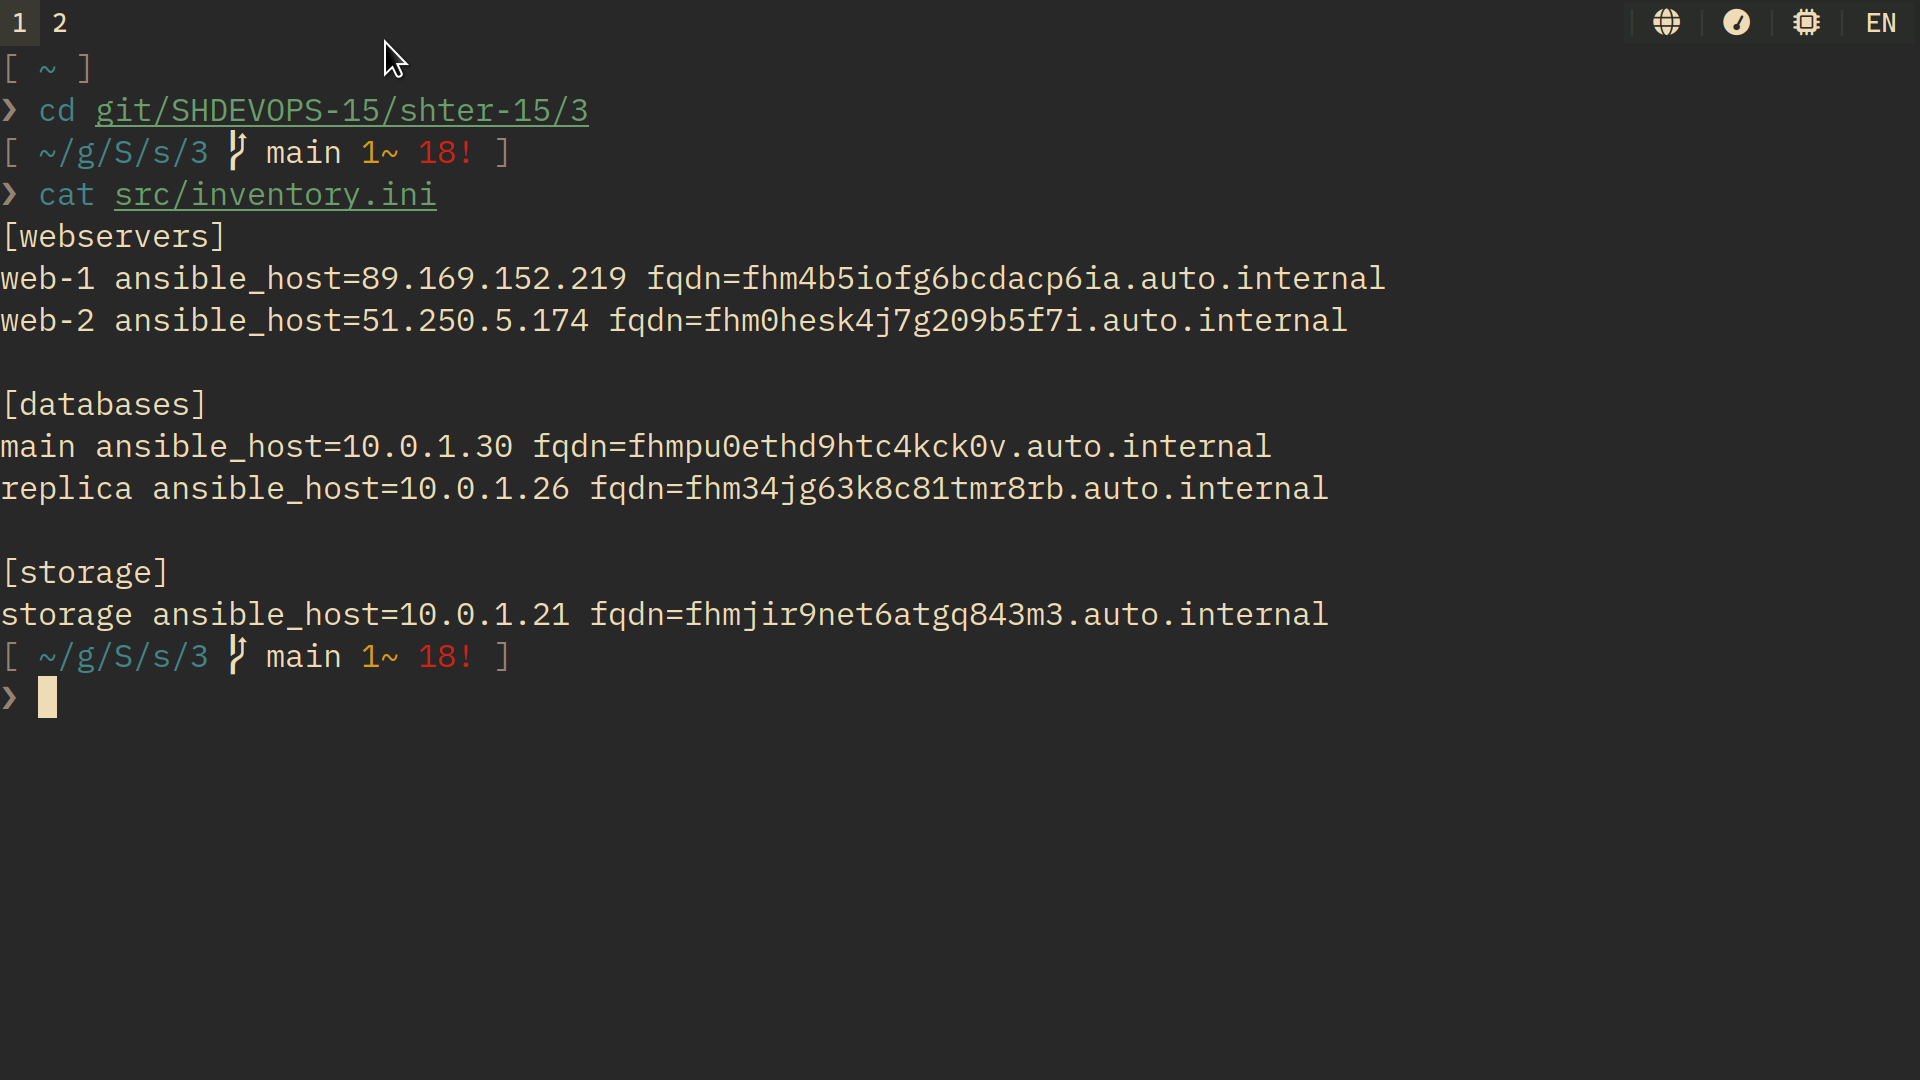 1 2 EN
[ ~ ]
❯ cd git/SHDEVOPS-15/shter-15/3
[ ~/g/S/s/3 main 1~ 18! ]
❯ cat src/inventory.ini
[webservers]
web-1 ansible_host=89.169.152.219 fqdn=fhm4b5iofg6bcdacp6ia.auto.internal
web-2 ansible_host=51.250.5.174 fqdn=fhm0hesk4j7g209b5f7i.auto.internal
[databases]
main ansible_host=10.0.1.30 fqdn=fhmpu0ethd9htc4kck0v.auto.internal
replica ansible_host=10.0.1.26 fqdn=fhm34jg63k8c81tmr8rb.auto.internal
[storage]
storage ansible_host=10.0.1.21 fqdn=fhmjir9net6atgq843m3.auto.internal
[ ~/g/S/s/3 main 1~ 18! ]
❯